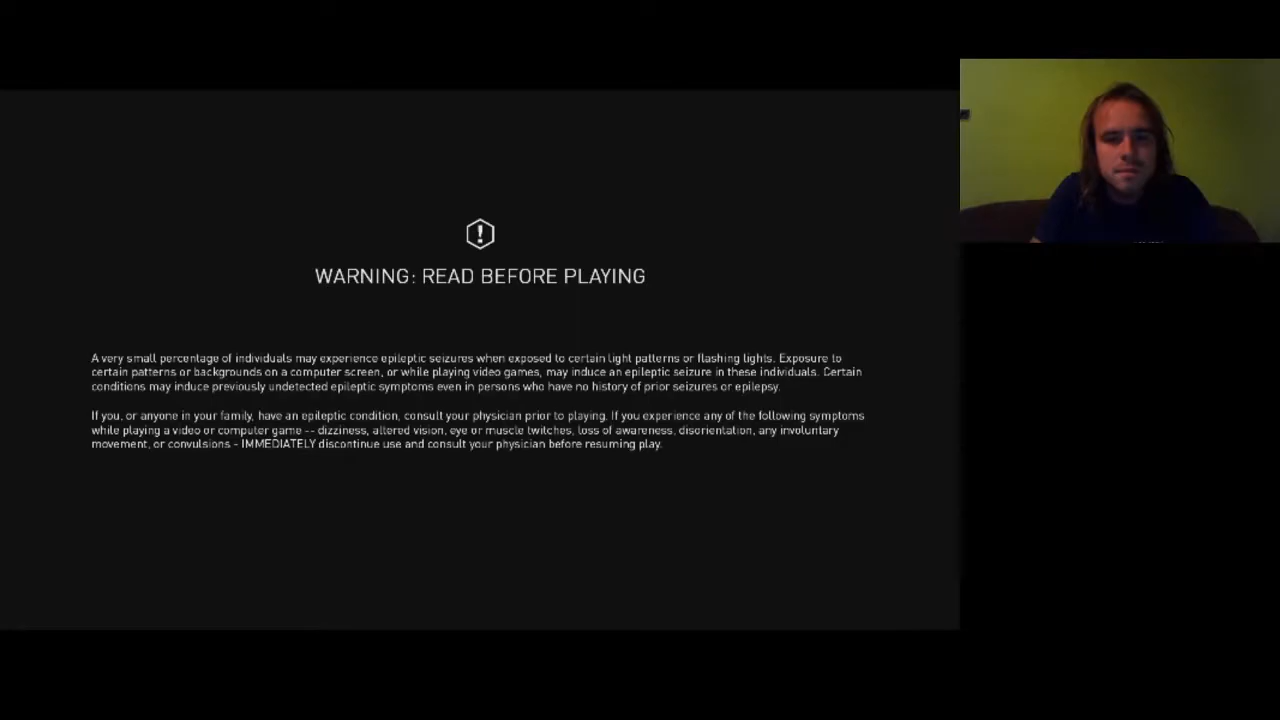 WARNING: READ BEFORE PLAYING
A very small percentage of individuals may experience epileptic seizures when exposed to certain light patterns or flashing lights. Exposure to
certain patterns or backgrounds on a computer screen, or while playing video games, may induce an epileptic seizure in these individuals. Certain
conditions may induce previously undetected epileptic symptoms even in persons who have no history of prior seizures or epilepsy.
If you, or anyone in your family, have an epileptic condition, consult your physician prior to playing. If you experience any of the following symptoms
while playing a video or computer game -- dizziness, altered vision, eye or muscle twitches, loss of awareness, disorientation, any involuntary
movement, or convulsions - IMMEDIATELY discontinue use and consult your physician before resuming play.